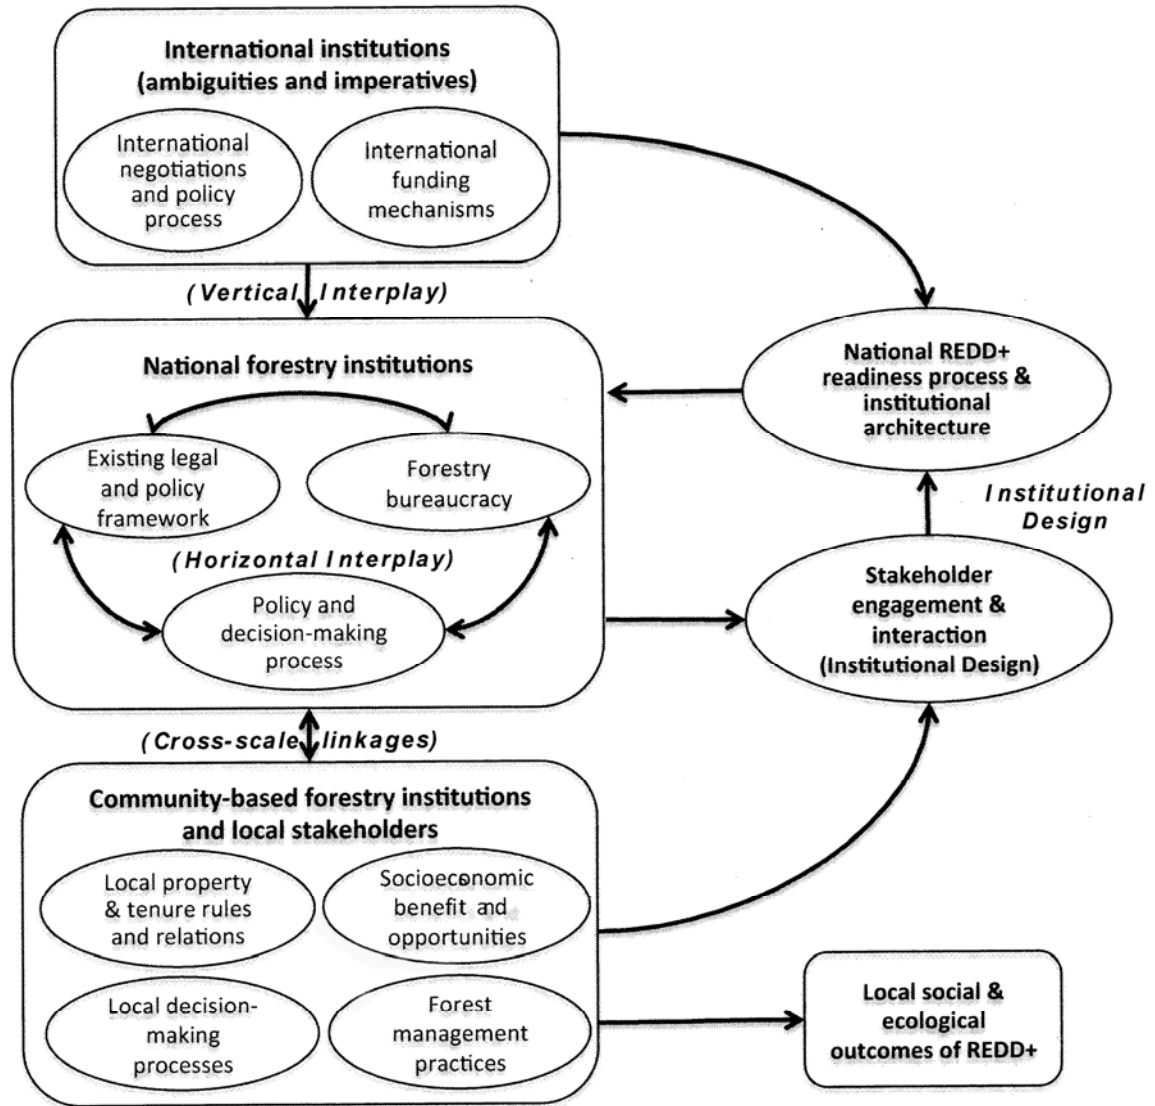 International institutions
(ambiguities and imperatives)
International
negotiations
and policy
process
International
funding
mechanisms
(Vertical Interplay)
National forestry institutions
Existing legal
and policy
framework
Forestry
bureaucracy
(Horizontal Interplay)
Policy and
decision-making
process
National REDD+
readiness process &
institutional
architecture
Institutional
Design
Stakeholder
engagement &
interaction
(Institutional Design)
(Cross-scale linkages)
Community-based forestry institutions
and local stakeholders
Local property
& tenure rules
and relations
Socioeconomic
benefit and
opportunities
Local decision-
making
processes
Forest
management
practices
Local social &
ecological
outcomes of REDD+